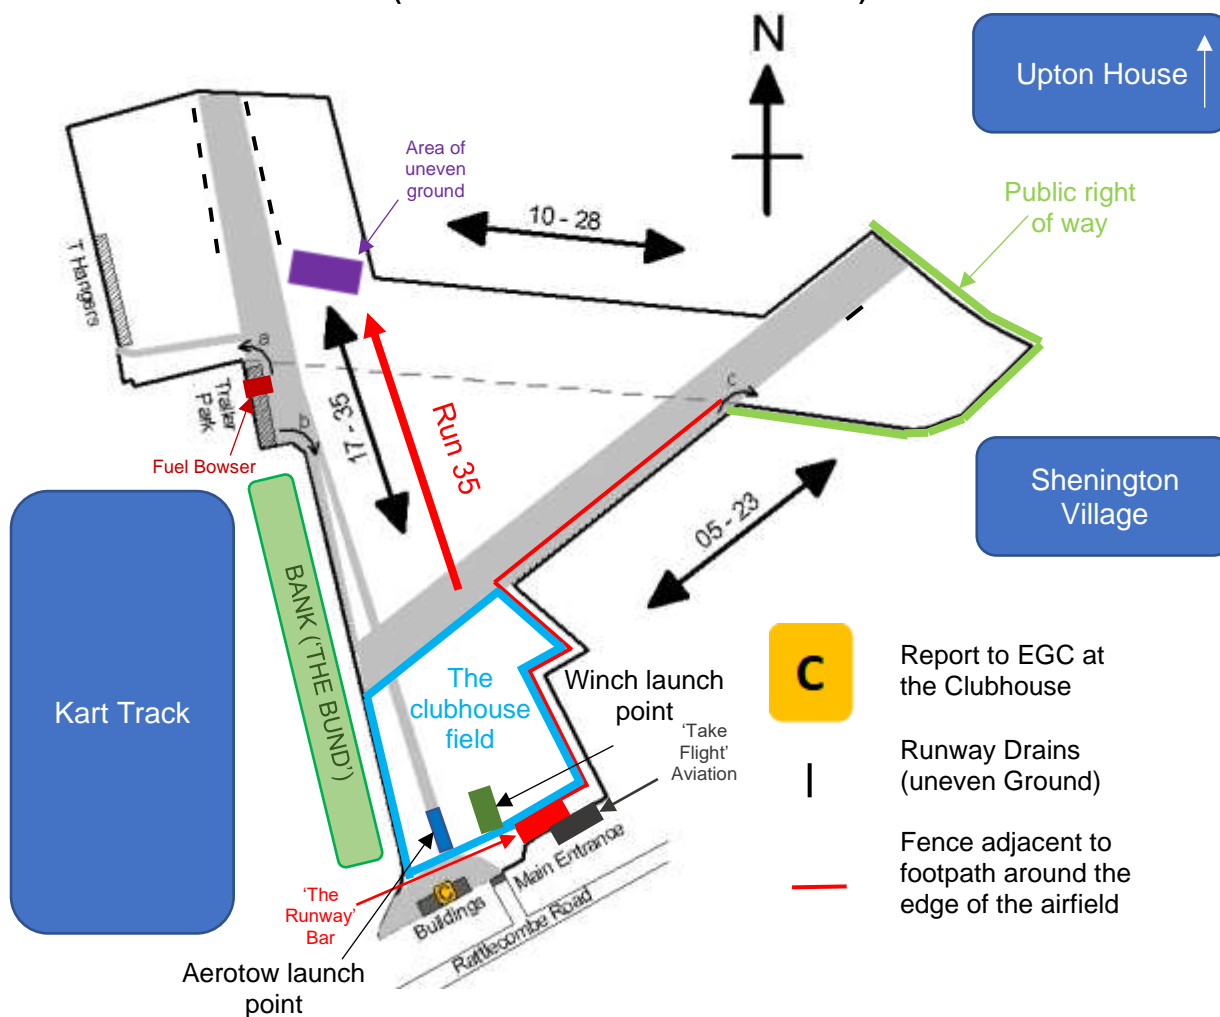 N
Upton House
Area of
uneven
ground
10 - 28
Public right
of way
T Hangers
a
Trailer
Park
b
c
Fuel Bowser
17 - 35
Run 35
05 - 23
Shenington
Village
Kart Track
BANK ('THE BUND')
The
clubhouse
field
Winch launch
point
'Take
Flight'
Aviation
C
Report to EGC at
the Clubhouse
Runway Drains
(uneven Ground)
Fence adjacent to
footpath around the
edge of the airfield
Main Entrance
'The
Runway'
Bar
C
Buildings
Rattlecombe Road
Aerotow launch
point